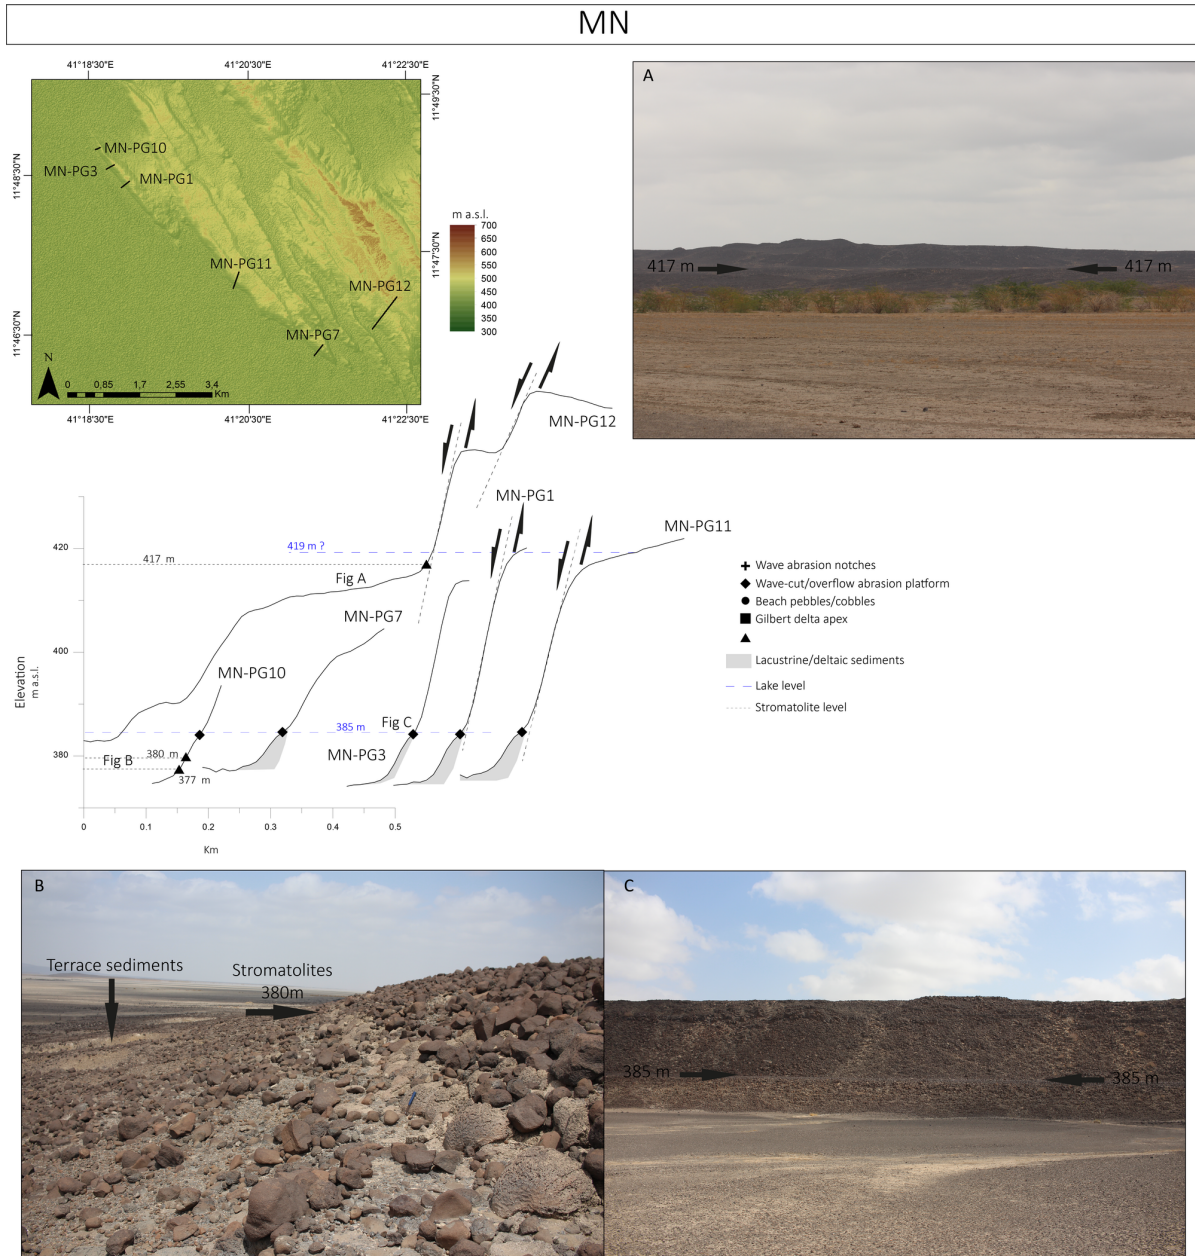 MN
41°18'30"E
41°20'30"E
41°22'30"E
11°49'30"N
11°48'30"N
11°47'30"N
11°46'30"N
MN-PG10
MN-PG3
MN-PG1
MN-PG11
MN-PG12
MN-PG7
N
0 0,85 1,7 2,55 3,4
Km
41°18'30"E
41°20'30"E
41°22'30"E
m a.s.l.
700
650
600
550
500
450
400
350
300
A
417 m
417 m
MN-PG12
MN-PG1
MN-PG11
419 m ?
417 m
Fig A
MN-PG7
MN-PG10
385 m
Fig C
MN-PG3
380 m
Fig B
377 m
Elevation
m a.s.l.
420
400
380
0 0.1 0.2 0.3 0.4 0.5
Km
Wave abrasion notches
Wave-cut/overflow abrasion platform
Beach pebbles/cobbles
Gilbert delta apex
Lacustrine/deltaic sediments
Lake level
Stromatolite level
B
Terrace sediments
Stromatolites
380m
C
385 m
385 m